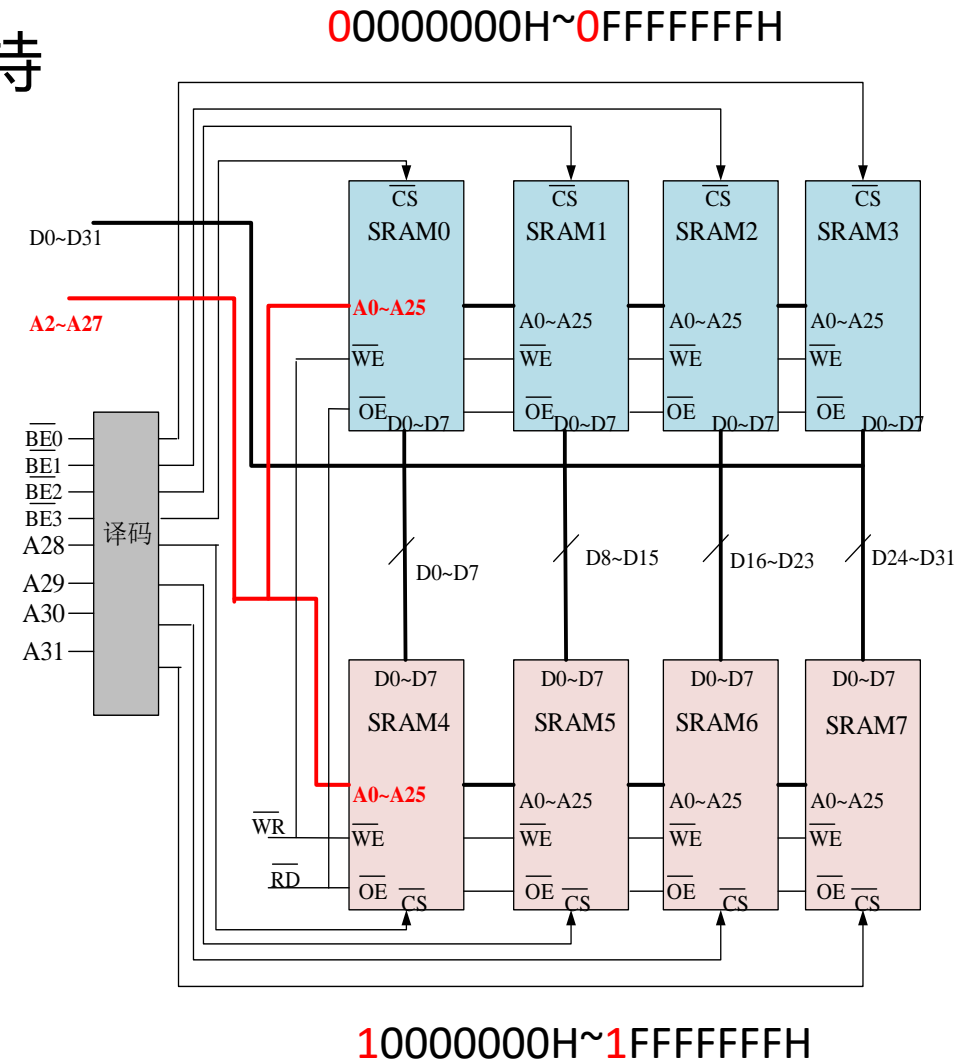 00000000H~0FFFFFFFH
持
D0~D31
A2~A27
BE0
BE1
BE2
BE3
A28
A29
A30
A31
译码
CS
SRAM0
A0~A25
WE
OE
D0~D7
CS
SRAM1
A0~A25
WE
OE
D0~D7
CS
SRAM2
A0~A25
WE
OE
D0~D7
CS
SRAM3
A0~A25
WE
OE
D0~D7
D0~D7
D8~D15
D16~D23
D24~D31
WR
RD
D0~D7
SRAM4
A0~A25
WE
OE
CS
D0~D7
SRAM5
A0~A25
WE
OE
CS
D0~D7
SRAM6
A0~A25
WE
OE
CS
D0~D7
SRAM7
A0~A25
WE
OE
CS
10000000H~1FFFFFFFH